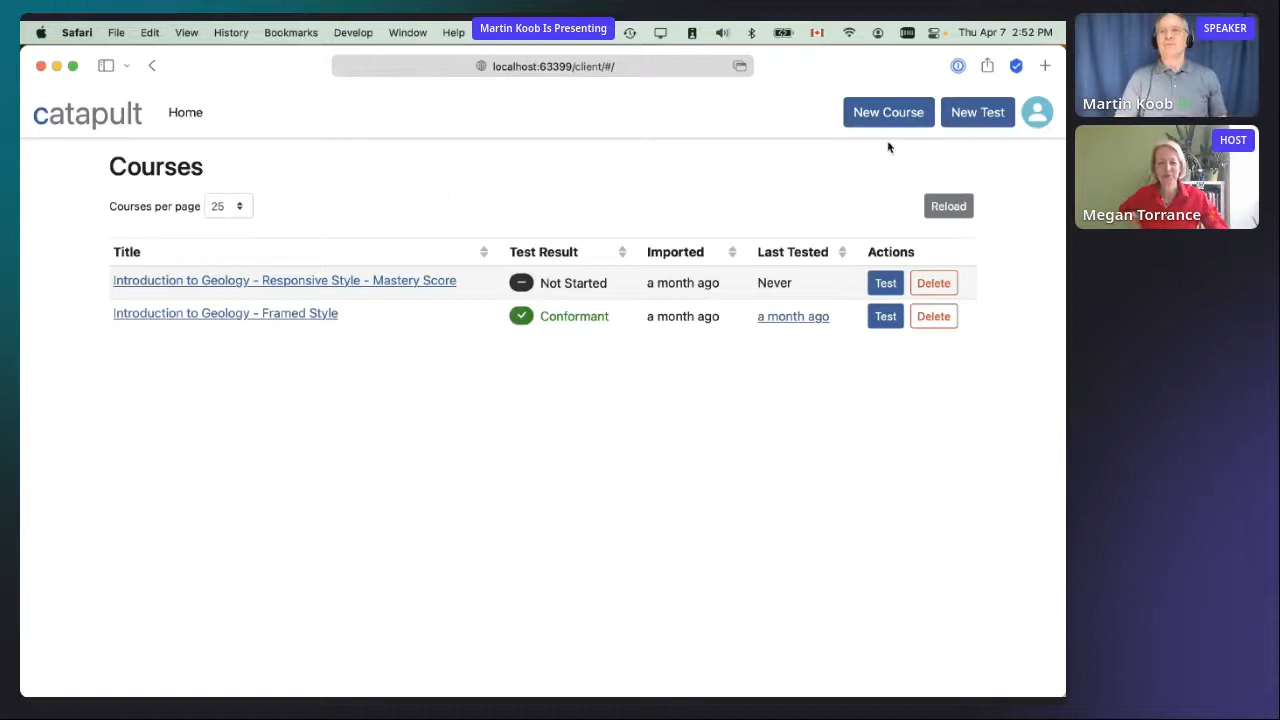 Safari File Edit View History Bookmarks Develop Window Help
Martin Koob Is Presenting
Thu Apr 7 2:52 PM
localhost:63399/client/#/
catapult Home New Course New Test
Courses
Courses per page 25 Reload
Title Test Result Imported Last Tested Actions
Introduction to Geology - Responsive Style - Mastery Score Not Started a month ago Never Test Delete
Introduction to Geology - Framed Style Conformant a month ago a month ago Test Delete
SPEAKER
Martin Koob
HOST
Megan Torrance